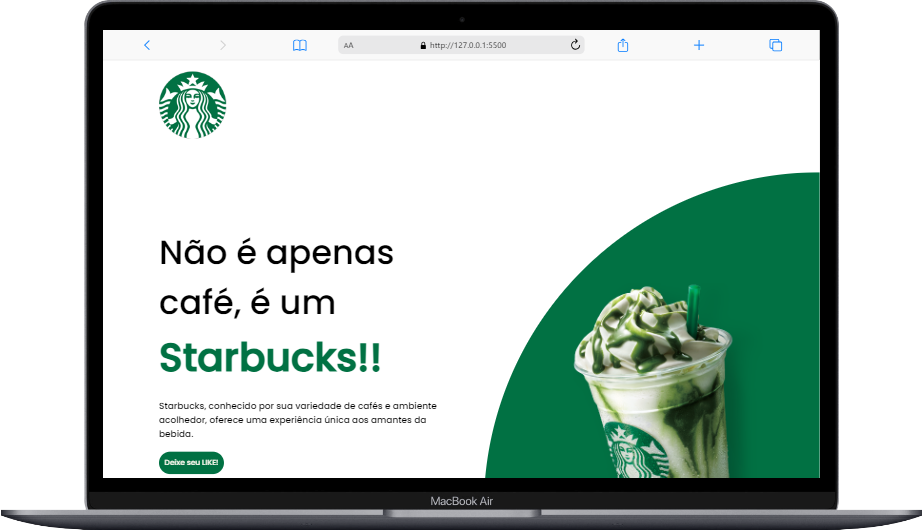 AA
http://127.0.0.1:5500
Não é apenas
café, é um
Starbucks!!
Starbucks, conhecido por sua variedade de cafés e ambiente
acolhedor, oferece uma experiência única aos amantes da
bebida.
Deixe seu LIKE!
MacBook Air